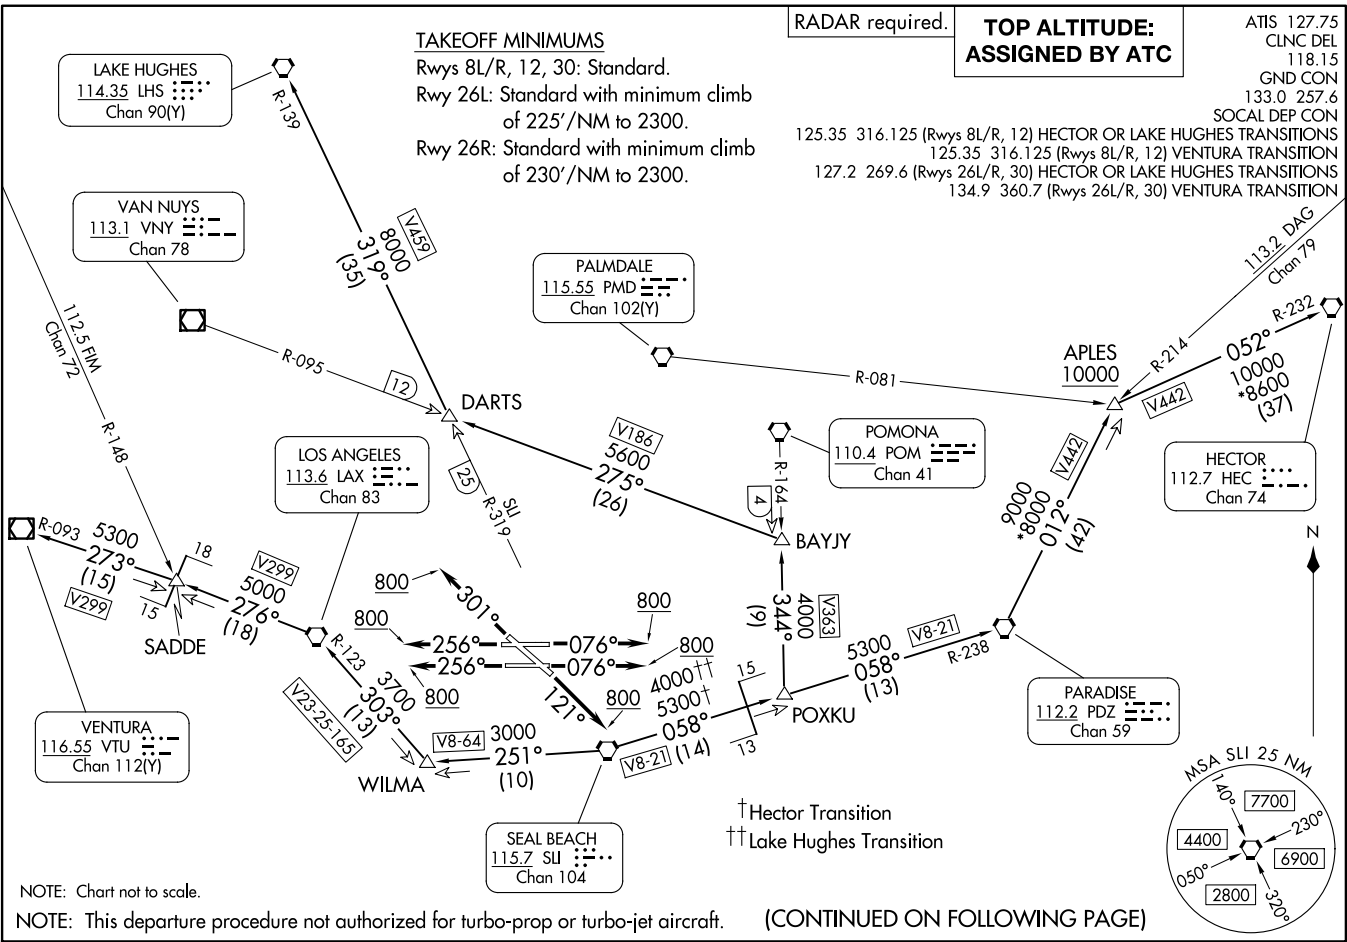 RADAR required.
TOP ALTITUDE:
ASSIGNED BY ATC
ATIS 127.75
CLNC DEL
118.15
GND CON
133.0 257.6
SOCAL DEP CON
125.35 316.125 (Rwys 8L/R, 12) HECTOR OR LAKE HUGHES TRANSITIONS
125.35 316.125 (Rwys 8L/R, 12) VENTURA TRANSITION
127.2 269.6 (Rwys 26L/R, 30) HECTOR OR LAKE HUGHES TRANSITIONS
134.9 360.7 (Rwys 26L/R, 30) VENTURA TRANSITION
TAKEOFF MINIMUMS
Rwys 8L/R, 12, 30: Standard.
Rwy 26L: Standard with minimum climb
of 225'/NM to 2300.
Rwy 26R: Standard with minimum climb
of 230'/NM to 2300.
LAKE HUGHES
114.35 LHS
Chan 90(Y)
R-139
VAN NUYS
113.1 VNY
Chan 78
V459
8000
319°
(35)
PALMDALE
115.55 PMD
Chan 102(Y)
113.2 DAG
Chan 79
R-232
112.5 FIM
Chan 72
R-095
12
DARTS
R-081
APLES
10000
R-214
052°
10000
*8600
(37)
V442
R-148
LOS ANGELES
113.6 LAX
Chan 83
25
SLI
R-319
V186
5600
275°
(26)
POMONA
110.4 POM
Chan 41
R-164
4
BAYJY
V442
9000
*8000
012°
(42)
HECTOR
112.7 HEC
Chan 74
N
R-093
5300
273°
(15)
V299
15
18
SADDE
V299
5000
276°
(18)
800
301°
800
256°
076°
800
256°
076°
800
800
121°
800
R-123
3700
303°
(13)
V23-25-165
344°
(9)
4000
V363
5300
V8-21
058°
(13)
R-238
4000††
5300†
058°
(14)
V8-21
15
13
POXKU
PARADISE
112.2 PDZ
Chan 59
VENTURA
116.55 VTU
Chan 112(Y)
WILMA
V8-64
3000
251°
(10)
SEAL BEACH
115.7 SLI
Chan 104
†Hector Transition
††Lake Hughes Transition
MSA SLI 25 NM
140°
7700
230°
4400
6900
050°
2800
320°
NOTE: Chart not to scale.
NOTE: This departure procedure not authorized for turbo-prop or turbo-jet aircraft.
(CONTINUED ON FOLLOWING PAGE)